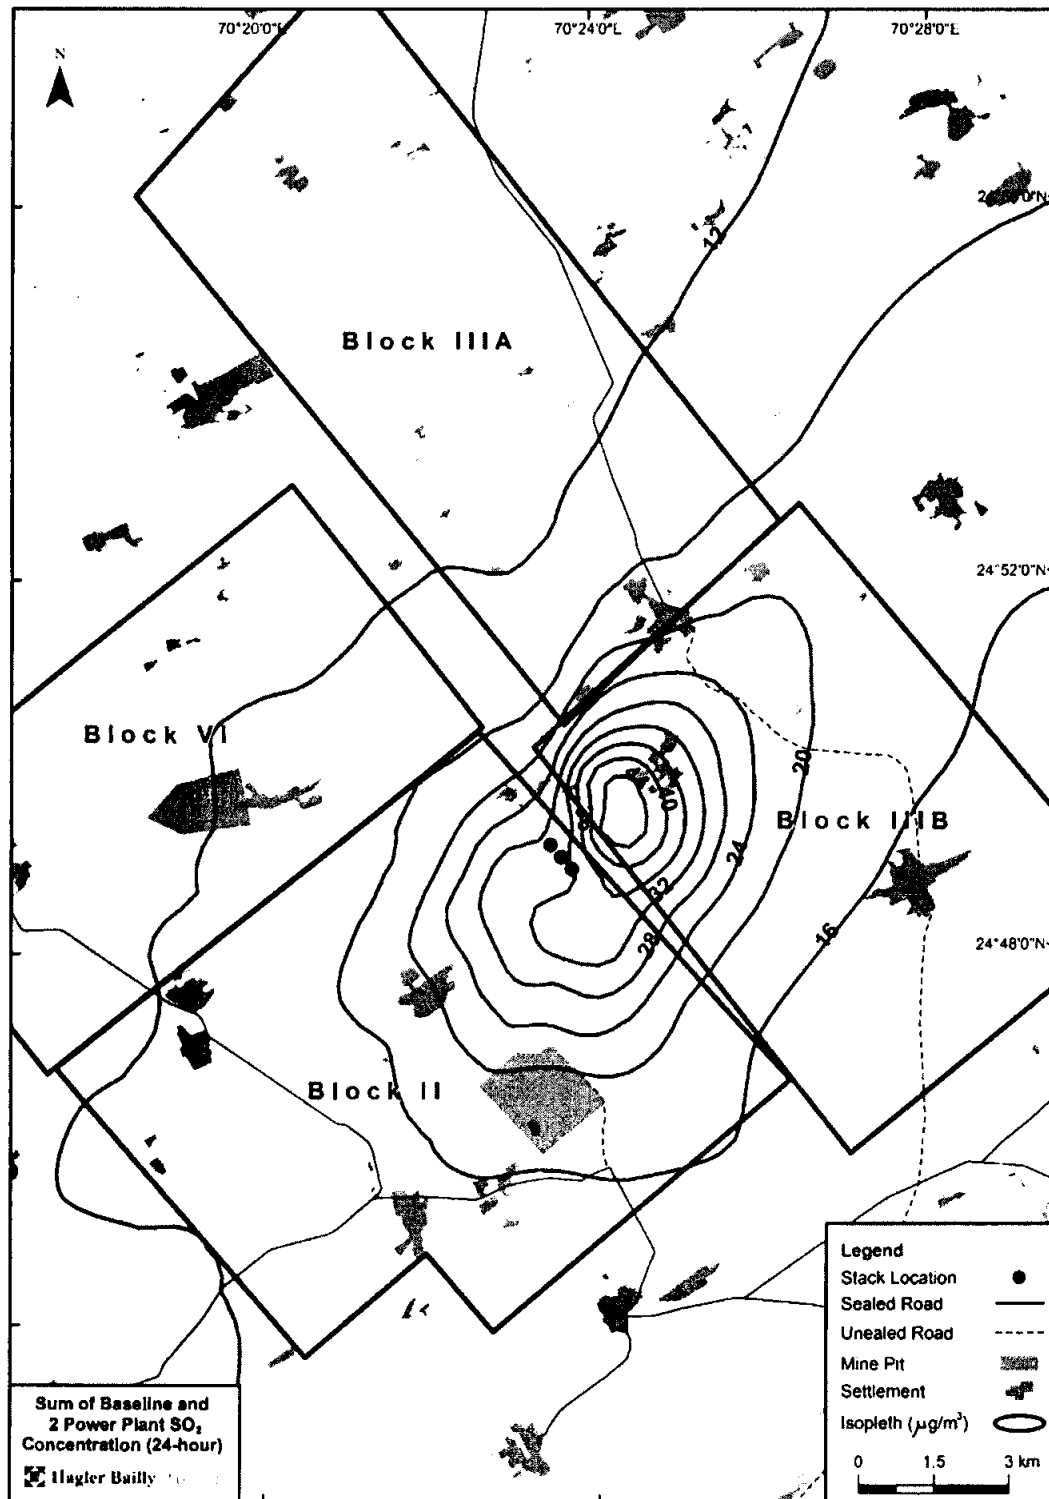 70°20'0"E
70°24'0"E
70°28'0"E
N
12
Block IIIA
24°52'0"N
Block VI
20
40
Block IIIB
24
32
16
28
24°48'0"N
Block II
Legend
Stack Location
Sealed Road
Unealed Road
Mine Pit
Settlement
Isopleth (µg/m³)
0 1.5 3 km
Sum of Baseline and
2 Power Plant SO₂
Concentration (24-hour)
Hagler Bailly